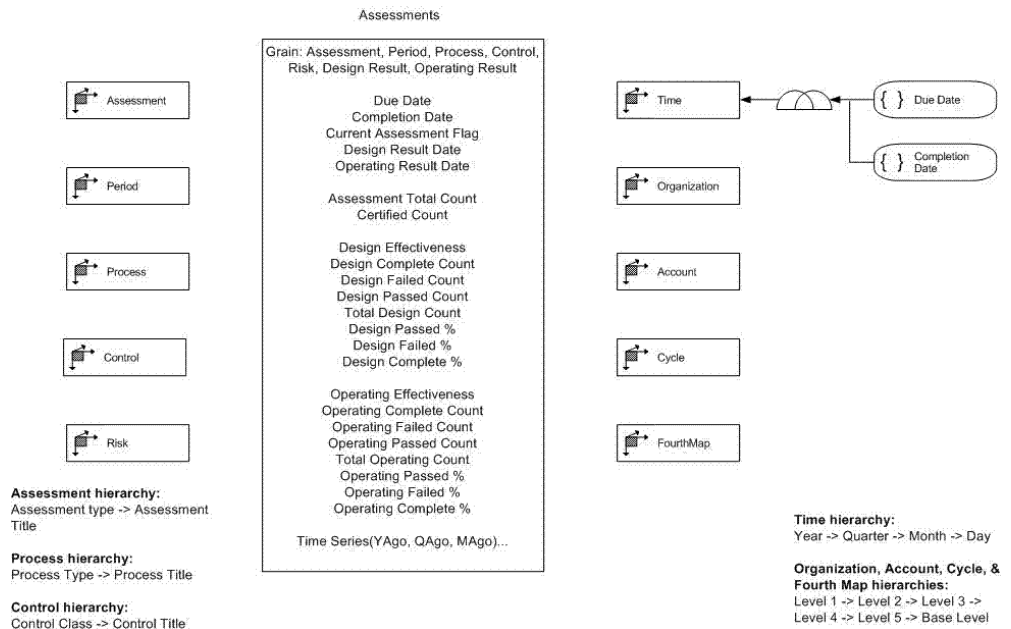 Assessments
Grain: Assessment, Period, Process, Control,
Risk, Design Result, Operating Result
Due Date
Completion Date
Current Assessment Flag
Design Result Date
Operating Result Date
Assessment Total Count
Certified Count
Design Effectiveness
Design Complete Count
Design Failed Count
Design Passed Count
Total Design Count
Design Passed %
Design Failed %
Design Complete %
Operating Effectiveness
Operating Complete Count
Operating Failed Count
Operating Passed Count
Total Operating Count
Operating Passed %
Operating Failed %
Operating Complete %
Time Series(YAgo, QAgo, MAgo)...
Assessment
Period
Process
Control
Risk
Assessment hierarchy:
Assessment type -> Assessment
Title
Process hierarchy:
Process Type -> Process Title
Control hierarchy:
Control Class -> Control Title
Time
Organization
Account
Cycle
FourthMap
{ } Due Date
{ } Completion
Date
Time hierarchy:
Year -> Quarter -> Month -> Day
Organization, Account, Cycle, &
Fourth Map hierarchies:
Level 1 -> Level 2 -> Level 3 ->
Level 4 -> Level 5 -> Base Level